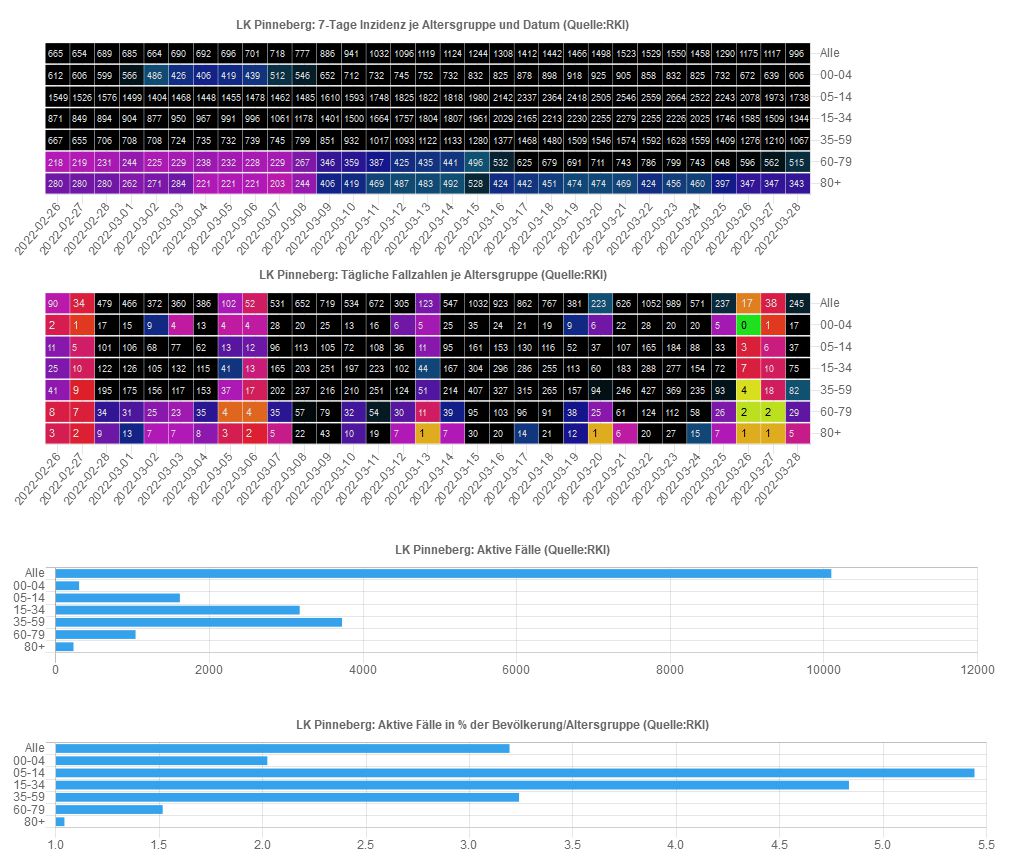 LK Pinneberg: 7-Tage Inzidenz je Altersgruppe und Datum (Quelle:RKI)
665 654 689 685 664 690 692 696 701 718 777 886 941 1032 1096 1119 1124 1244 1308 1412 1442 1466 1498 1523 1529 1550 1458 1290 1175 1117 996 Alle
612 606 599 566 486 426 406 419 439 512 546 652 712 732 745 752 732 832 825 878 898 918 925 905 858 832 825 732 672 639 606 00-04
1549 1526 1576 1499 1404 1468 1448 1455 1478 1462 1485 1610 1593 1748 1825 1822 1818 1980 2142 2337 2364 2418 2505 2546 2559 2664 2522 2243 2078 1973 1738 05-14
871 849 894 904 877 950 967 991 996 1061 1178 1401 1500 1664 1757 1804 1807 1961 2029 2165 2213 2230 2255 2279 2255 2226 2025 1746 1585 1509 1344 15-34
667 655 706 708 708 724 735 732 739 745 799 851 932 1017 1093 1122 1133 1280 1377 1468 1480 1509 1546 1574 1592 1628 1559 1409 1276 1210 1067 35-59
218 219 231 244 225 229 238 232 228 229 267 346 359 387 425 435 441 496 532 625 679 691 711 743 786 799 743 648 596 562 515 60-79
280 280 280 262 271 284 221 221 221 203 244 406 419 469 487 483 492 528 424 442 451 474 474 469 424 456 460 397 347 347 343 80+
2022-02-26 2022-02-27 2022-02-28 2022-03-01 2022-03-02 2022-03-03 2022-03-04 2022-03-05 2022-03-06 2022-03-07 2022-03-08 2022-03-09 2022-03-10 2022-03-11 2022-03-12 2022-03-13 2022-03-14 2022-03-15 2022-03-16 2022-03-17 2022-03-18 2022-03-19 2022-03-20 2022-03-21 2022-03-22 2022-03-23 2022-03-24 2022-03-25 2022-03-26 2022-03-27 2022-03-28
LK Pinneberg: Tägliche Fallzahlen je Altersgruppe (Quelle:RKI)
90 34 479 466 372 360 386 102 52 531 652 719 534 672 305 123 547 1032 923 862 767 381 223 626 1052 989 571 237 17 38 245 Alle
2 1 17 15 9 4 13 4 4 28 20 25 13 16 6 5 25 35 24 21 19 9 6 22 28 20 20 5 0 1 17 00-04
11 5 101 106 68 77 62 13 12 96 113 105 72 108 36 11 95 161 153 130 116 52 37 107 165 184 88 33 3 6 37 05-14
25 10 122 126 105 132 115 41 13 165 203 251 197 223 102 44 167 304 296 286 255 113 60 183 288 277 154 72 7 10 75 15-34
41 9 195 175 156 117 153 37 17 202 237 216 210 251 124 51 214 407 327 315 265 157 94 246 427 369 235 93 4 18 82 35-59
8 7 34 31 25 23 35 4 4 35 57 79 32 54 30 11 39 95 103 96 91 38 25 61 124 112 58 26 2 2 29 60-79
3 2 9 13 7 7 8 3 2 5 22 43 10 19 7 1 7 30 20 14 21 12 1 6 20 27 15 7 1 1 5 80+
2022-02-26 2022-02-27 2022-02-28 2022-03-01 2022-03-02 2022-03-03 2022-03-04 2022-03-05 2022-03-06 2022-03-07 2022-03-08 2022-03-09 2022-03-10 2022-03-11 2022-03-12 2022-03-13 2022-03-14 2022-03-15 2022-03-16 2022-03-17 2022-03-18 2022-03-19 2022-03-20 2022-03-21 2022-03-22 2022-03-23 2022-03-24 2022-03-25 2022-03-26 2022-03-27 2022-03-28
LK Pinneberg: Aktive Fälle (Quelle:RKI)
Alle
00-04
05-14
15-34
35-59
60-79
80+
0 2000 4000 6000 8000 10000 12000
LK Pinneberg: Aktive Fälle in % der Bevölkerung/Altersgruppe (Quelle:RKI)
Alle
00-04
05-14
15-34
35-59
60-79
80+
1.0 1.5 2.0 2.5 3.0 3.5 4.0 4.5 5.0 5.5